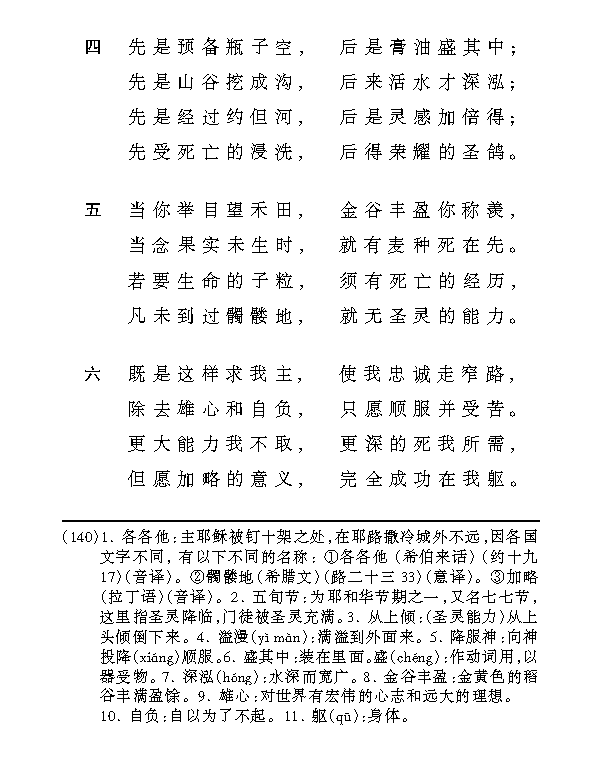 四 先是预备瓶子空， 后是膏油盛其中；
先是山谷挖成沟， 后来活水才深泓；
先是经过约但河， 后是灵感加倍得；
先受死亡的浸洗， 后得荣耀的圣鸽。
五 当你举目望禾田， 金谷丰盈你称羡，
当念果实未生时， 就有麦种死在先。
若要生命的子粒， 须有死亡的经历，
凡未到过髑髅地， 就无圣灵的能力。
六 既是这样求我主， 使我忠诚走窄路，
除去雄心和自负， 只愿顺服并受苦。
更大能力我不取， 更深的死我所需，
但愿加略的意义， 完全成功在我躯。
(140)1. 各各他：主耶稣被钉十架之处，在耶路撒冷城外不远，因各国
文字不同，有以下不同的名称：①各各他（希伯来话）（约十九
17)（音译）。②髑髅地（希腊文）（路二十三 33)（意译）。③加略
（拉丁语）（音译）。2. 五旬节：为耶和华节期之一，又名七七节，
这里指圣灵降临，门徒被圣灵充满。3. 从上倾：（圣灵能力）从上
头倾倒下来。4. 溢漫(yì màn)：满溢到外面来。5. 降服神：向神
投降(xiáng)顺服。6. 盛其中：装在里面。盛(chéng)：作动词用，以
器受物。7. 深泓(hóng)：水深而宽广。8. 金谷丰盈：金黄色的稻
谷丰满盈馀。9. 雄心：对世界有宏伟的心志和远大的理想。
10. 自负：自以为了不起。11. 躯(qū)：身体。